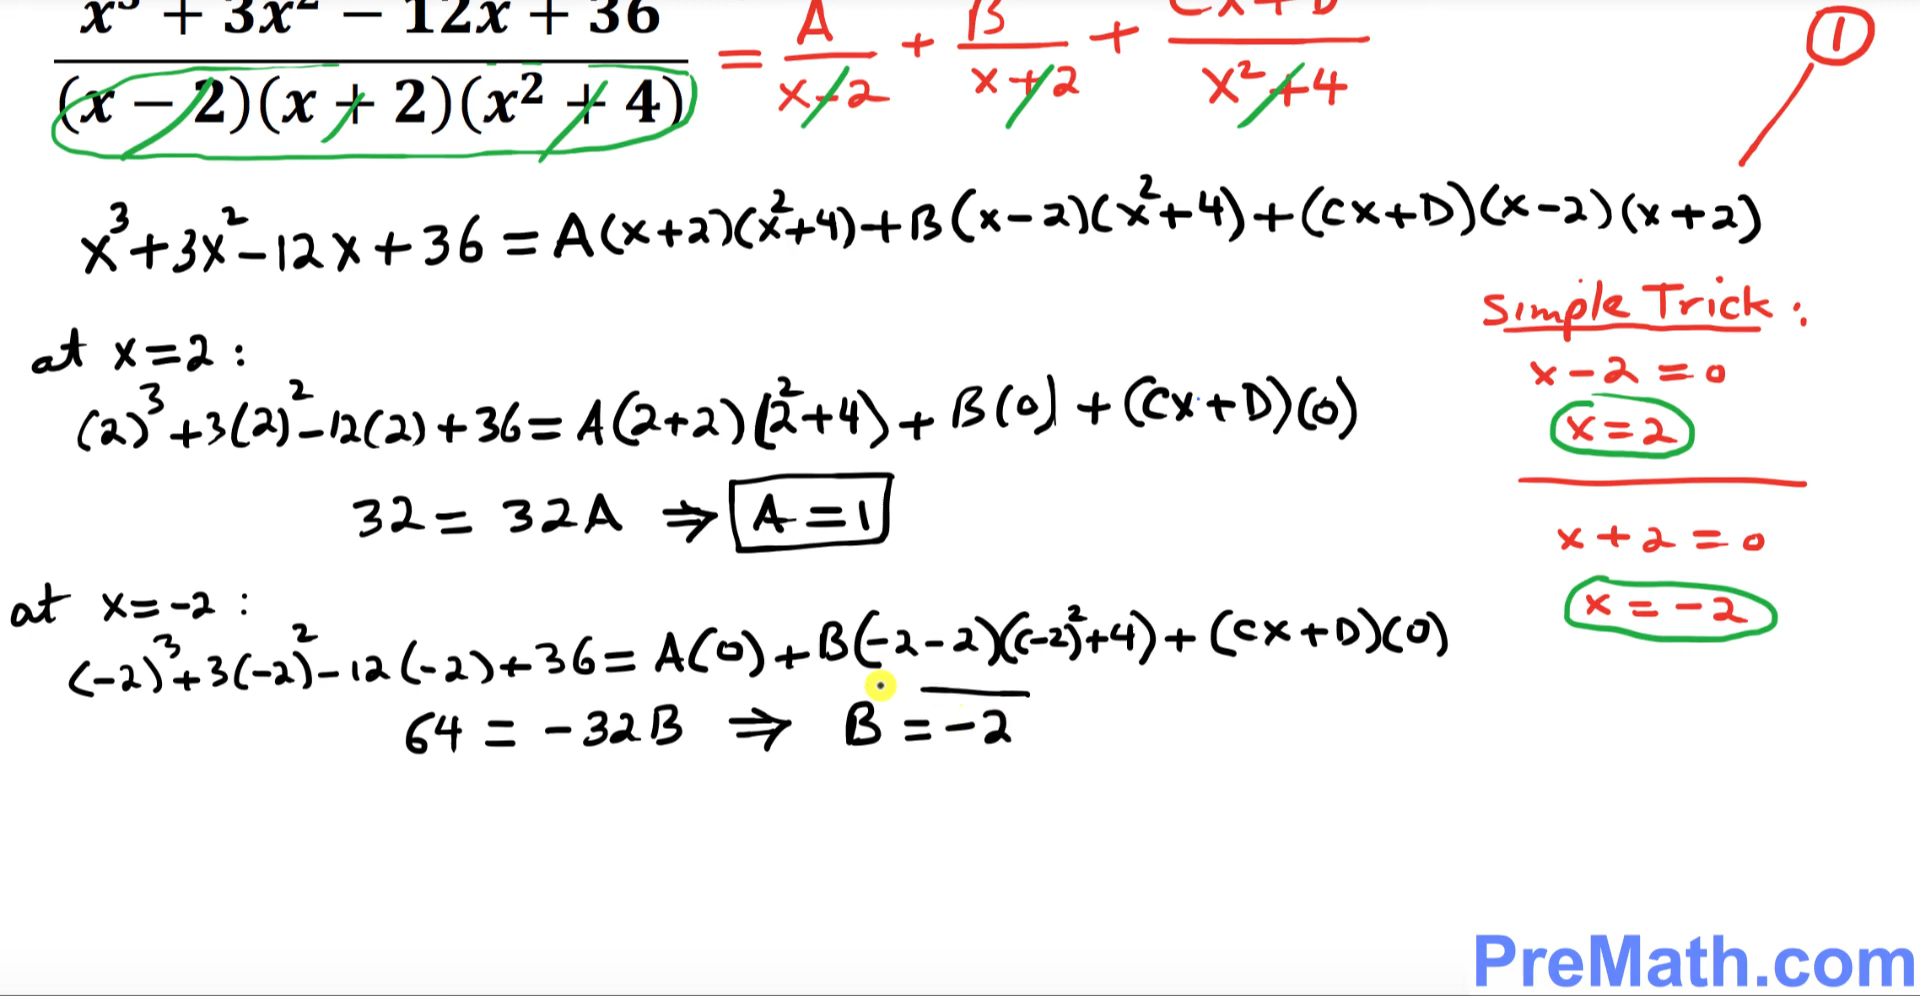 x³ + 3x² − 12x + 36 / (x − 2)(x + 2)(x² + 4) = A/x-2 + B/x+2 + Cx+D/x²+4
①
x³+3x²-12x+36 = A(x+2)(x²+4)+B(x-2)(x²+4)+(Cx+D)(x-2)(x+2)
Simple Trick :
x-2=0
x=2
x+2=0
x=-2
at x=2 :
(2)³+3(2)²-12(2)+36=A(2+2)(2²+4)+B(0)+(Cx+D)(0)
32 = 32A ⇒ A=1
at x=-2 :
(-2)³+3(-2)²-12(-2)+36=A(0)+B(-2-2)((-2)²+4)+(Cx+D)(0)
64 = -32B ⇒ B=-2
PreMath.com